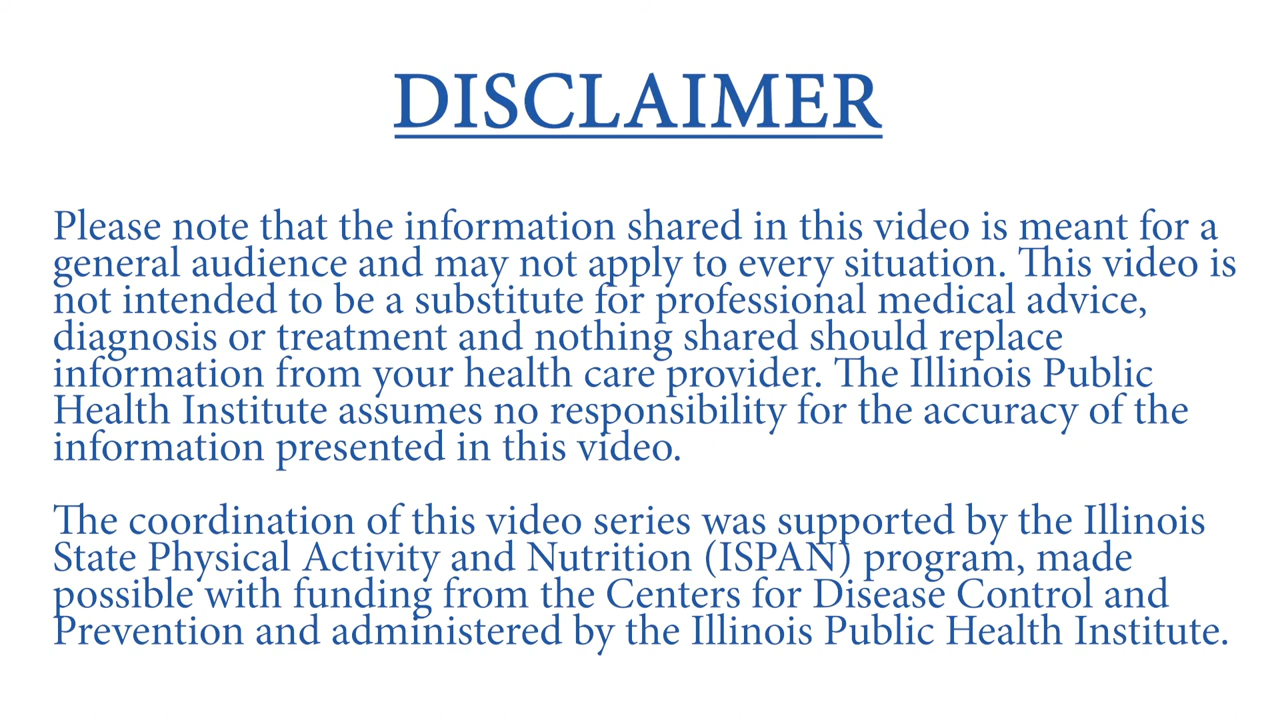 DISCLAIMER
Please note that the information shared in this video is meant for a
general audience and may not apply to every situation. This video is
not intended to be a substitute for professional medical advice,
diagnosis or treatment and nothing shared should replace
information from your health care provider. The Illinois Public
Health Institute assumes no responsibility for the accuracy of the
information presented in this video.
The coordination of this video series was supported by the Illinois
State Physical Activity and Nutrition (ISPAN) program, made
possible with funding from the Centers for Disease Control and
Prevention and administered by the Illinois Public Health Institute.